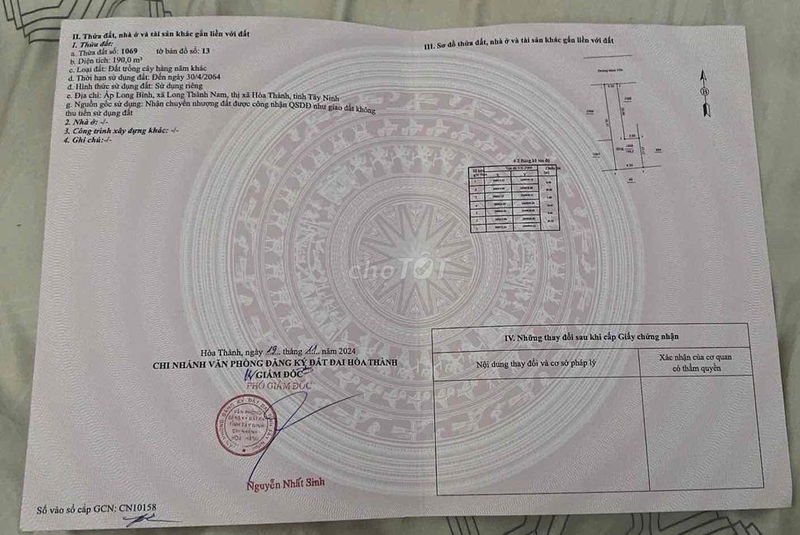 II. Thửa đất, nhà ở và tài sản khác gắn liền với đất
1. Thửa đất:
a. Thửa đất số: 1069 tờ bản đồ số: 13
b. Diện tích: 190,0 m²
c. Loại đất: Đất trồng cây hàng năm khác
d. Thời hạn sử dụng đất: Đến ngày 30/4/2064
đ. Hình thức sử dụng đất: Sử dụng riêng
e. Địa chỉ: Ấp Long Bình, xã Long Thành Nam, thị xã Hòa Thành, tỉnh Tây Ninh
g. Nguồn gốc sử dụng: Nhận chuyển nhượng đất được công nhận QSDĐ như giao đất không
thu tiền sử dụng đất
2. Nhà ở: -/-
3. Công trình xây dựng khác: -/-
4. Ghi chú:-/-
Hòa Thành, ngày 19 tháng 11 năm 2024
CHI NHÁNH VĂN PHÒNG ĐĂNG KÝ ĐẤT ĐAI HÒA THÀNH
GIÁM ĐỐC
PHÓ GIÁM ĐỐC
Nguyễn Nhất Sinh
Số vào sổ cấp GCN: CN10158
III. Sơ đồ thửa đất, nhà ở và tài sản khác gắn liền với đất
choTỐT
IV. Những thay đổi sau khi cấp Giấy chứng nhận
Nội dung thay đổi và cơ sở pháp lý
Xác nhận của cơ quan
có thẩm quyền